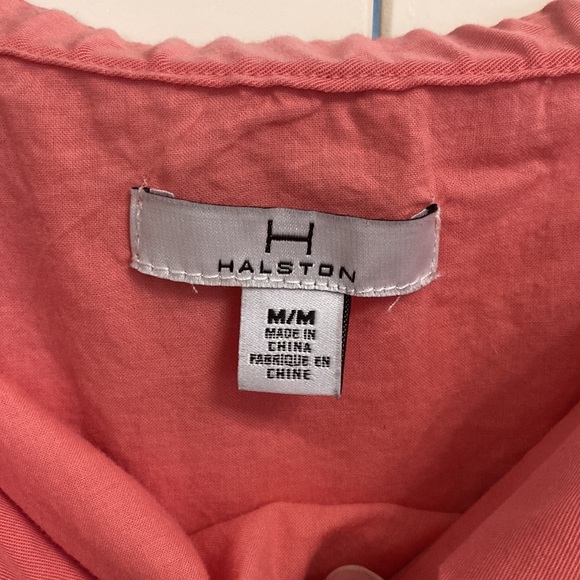 H
HALSTON
M/M
MADE IN
CHINA
FABRIQUE EN
CHINE